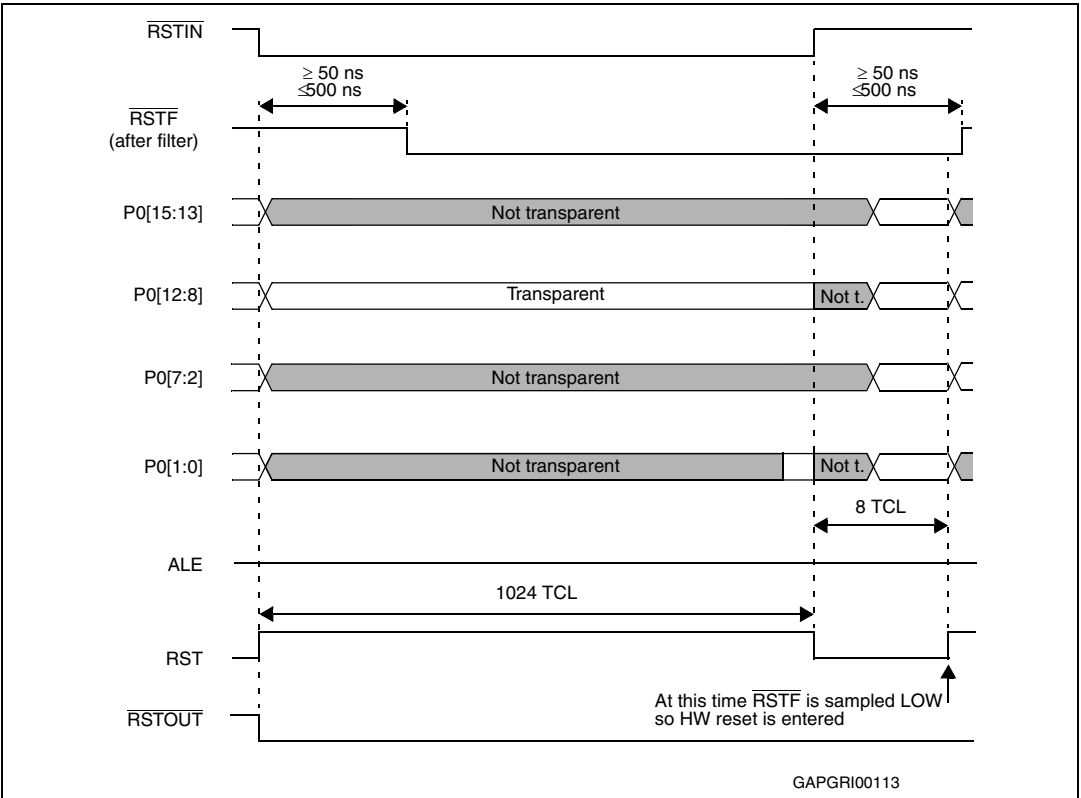 RSTIN
≥ 50 ns
≤500 ns
≥ 50 ns
≤500 ns
RSTF
(after filter)
P0[15:13]
Not transparent
P0[12:8]
Transparent
Not t.
P0[7:2]
Not transparent
P0[1:0]
Not transparent
Not t.
8 TCL
ALE
1024 TCL
RST
At this time RSTF is sampled LOW
so HW reset is entered
RSTOUT
GAPGRI00113